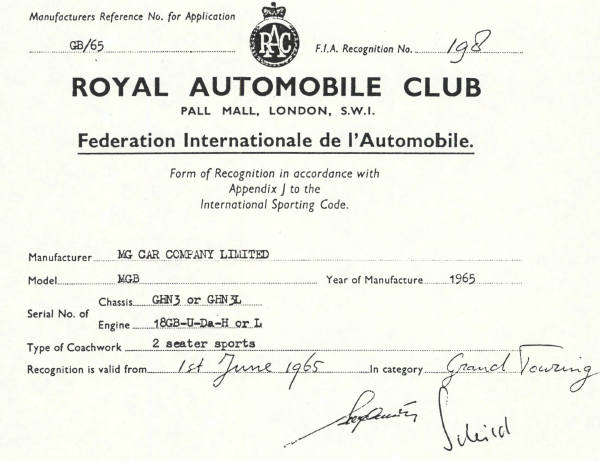 Manufacturers Reference No. for Application
GB/65
RAC
F.I.A. Recognition No. 198
ROYAL AUTOMOBILE CLUB
PALL MALL, LONDON, S.W.I.
Federation Internationale de l'Automobile.
Form of Recognition in accordance with
Appendix J to the
International Sporting Code.
Manufacturer MG CAR COMPANY LIMITED
Model MGB Year of Manufacture 1965
Serial No. of
Chassis GHN3 or GHN3L
Engine 18GB-U-Da-H or L
Type of Coachwork 2 seater sports
Recognition is valid from 1st June 1965 In category Grand Touring